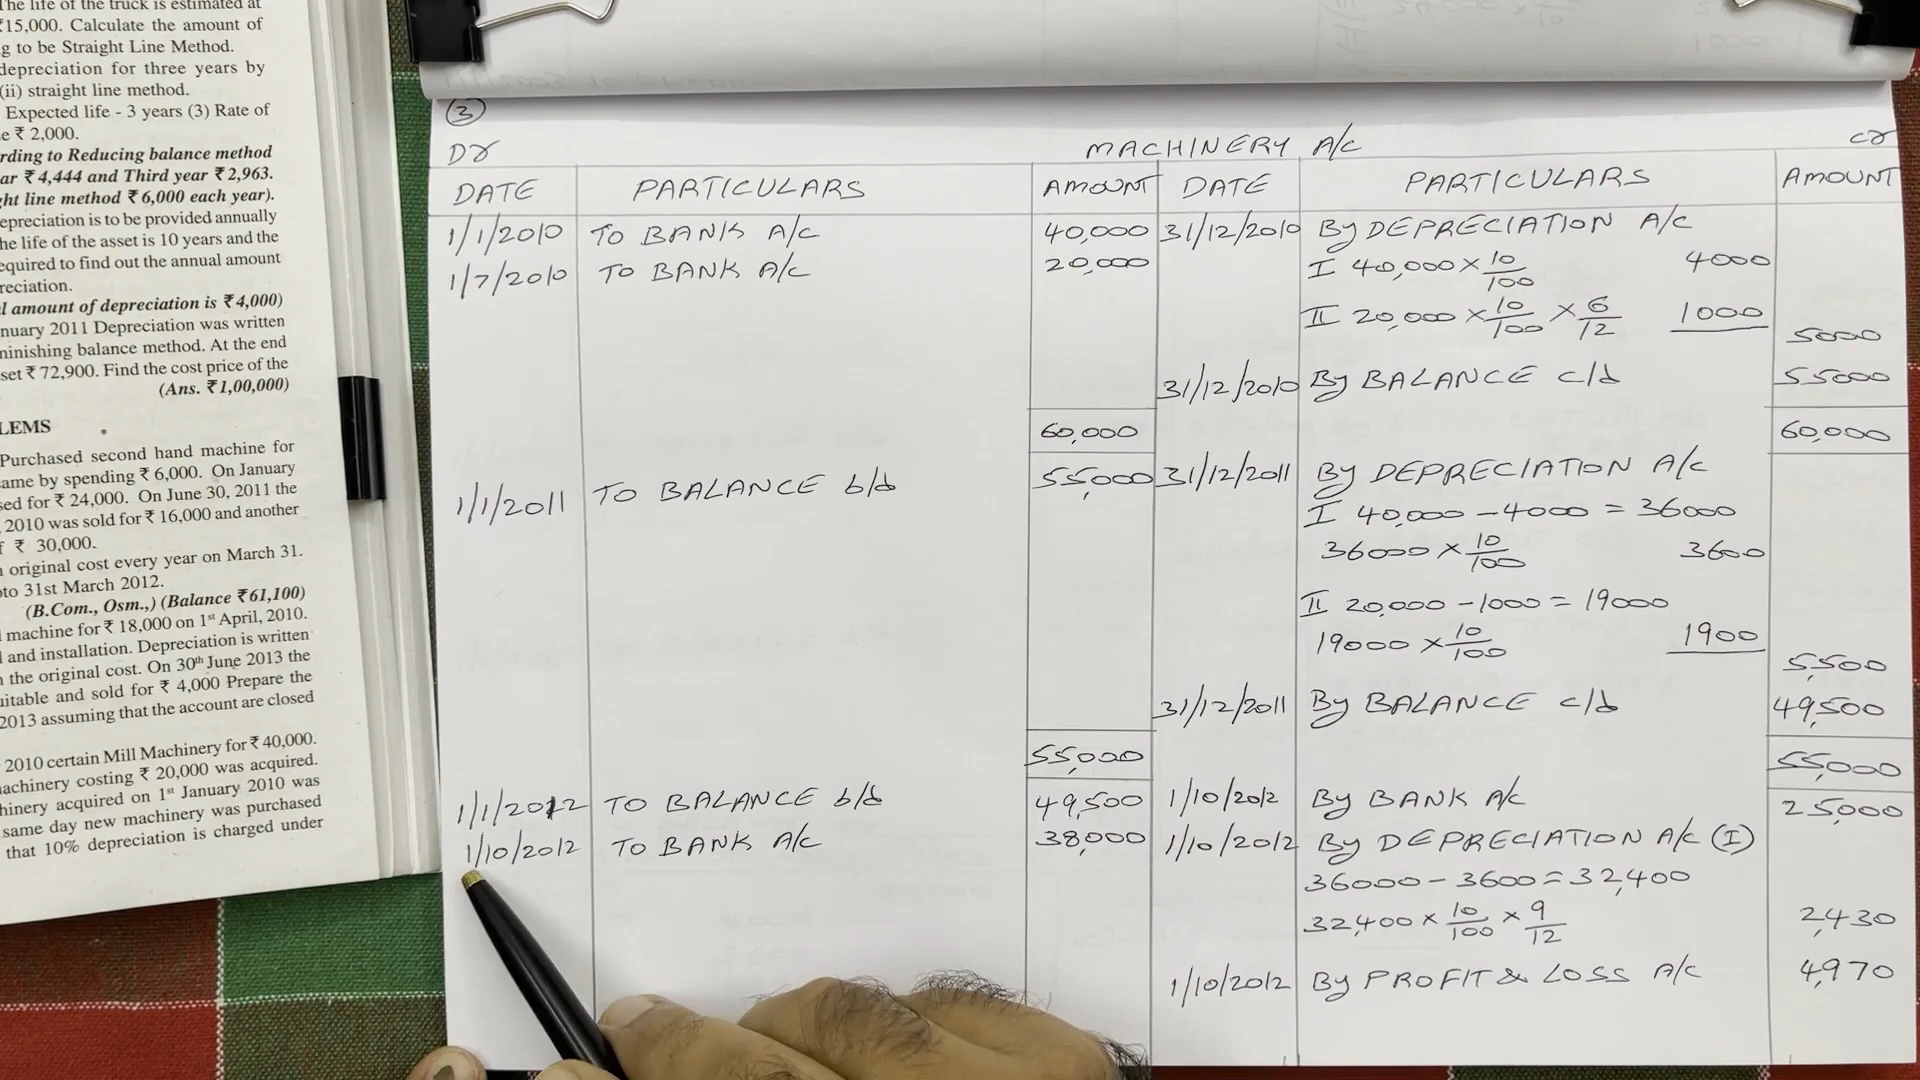 The life of the truck is estimated at
₹15,000. Calculate the amount of
g to be Straight Line Method.
depreciation for three years by
(ii) straight line method.
Expected life - 3 years (3) Rate of
e ₹ 2,000.
rding to Reducing balance method
ar ₹ 4,444 and Third year ₹ 2,963.
ght line method ₹ 6,000 each year).
epreciation is to be provided annually
he life of the asset is 10 years and the
equired to find out the annual amount
reciation.
l amount of depreciation is ₹ 4,000)
nuary 2011 Depreciation was written
minishing balance method. At the end
set ₹ 72,900. Find the cost price of the
(Ans. ₹1,00,000)
LEMS
Purchased second hand machine for
ame by spending ₹ 6,000. On January
sed for ₹ 24,000. On June 30, 2011 the
, 2010 was sold for ₹ 16,000 and another
f ₹ 30,000.
n original cost every year on March 31.
pto 31st March 2012.
(B.Com., Osm.,) (Balance ₹ 61,100)
l machine for ₹ 18,000 on 1st April, 2010.
and installation. Depreciation is written
n the original cost. On 30th June 2013 the
uitable and sold for ₹ 4,000 Prepare the
2013 assuming that the account are closed
2010 certain Mill Machinery for ₹ 40,000.
achinery costing ₹ 20,000 was acquired.
hinery acquired on 1st January 2010 was
same day new machinery was purchased
that 10% depreciation is charged under
3
Dr MACHINERY A/c Cr
DATE PARTICULARS AMOUNT DATE PARTICULARS AMOUNT
1/1/2010 TO BANK A/c 40,000 31/12/2010 By DEPRECIATION A/c
1/7/2010 TO BANK A/c 20,000 I 40,000 × 10/100 4000
II 20,000 × 10/100 × 6/12 1000
5000
31/12/2010 By BALANCE c/d 55000
60,000 60,000
1/1/2011 TO BALANCE b/d 55,000 31/12/2011 By DEPRECIATION A/c
I 40,000 - 4000 = 36000
36000 × 10/100 3600
II 20,000 - 1000 = 19000
19000 × 10/100 1900
5,500
31/12/2011 By BALANCE c/d 49,500
55,000 55,000
1/1/2012 TO BALANCE b/d 49,500 1/10/2012 By BANK A/c 25,000
1/10/2012 TO BANK A/c 38,000 1/10/2012 By DEPRECIATION A/c (I)
36000 - 3600 = 32,400
32,400 × 10/100 × 9/12 2,430
1/10/2012 By PROFIT & LOSS A/c 4,970